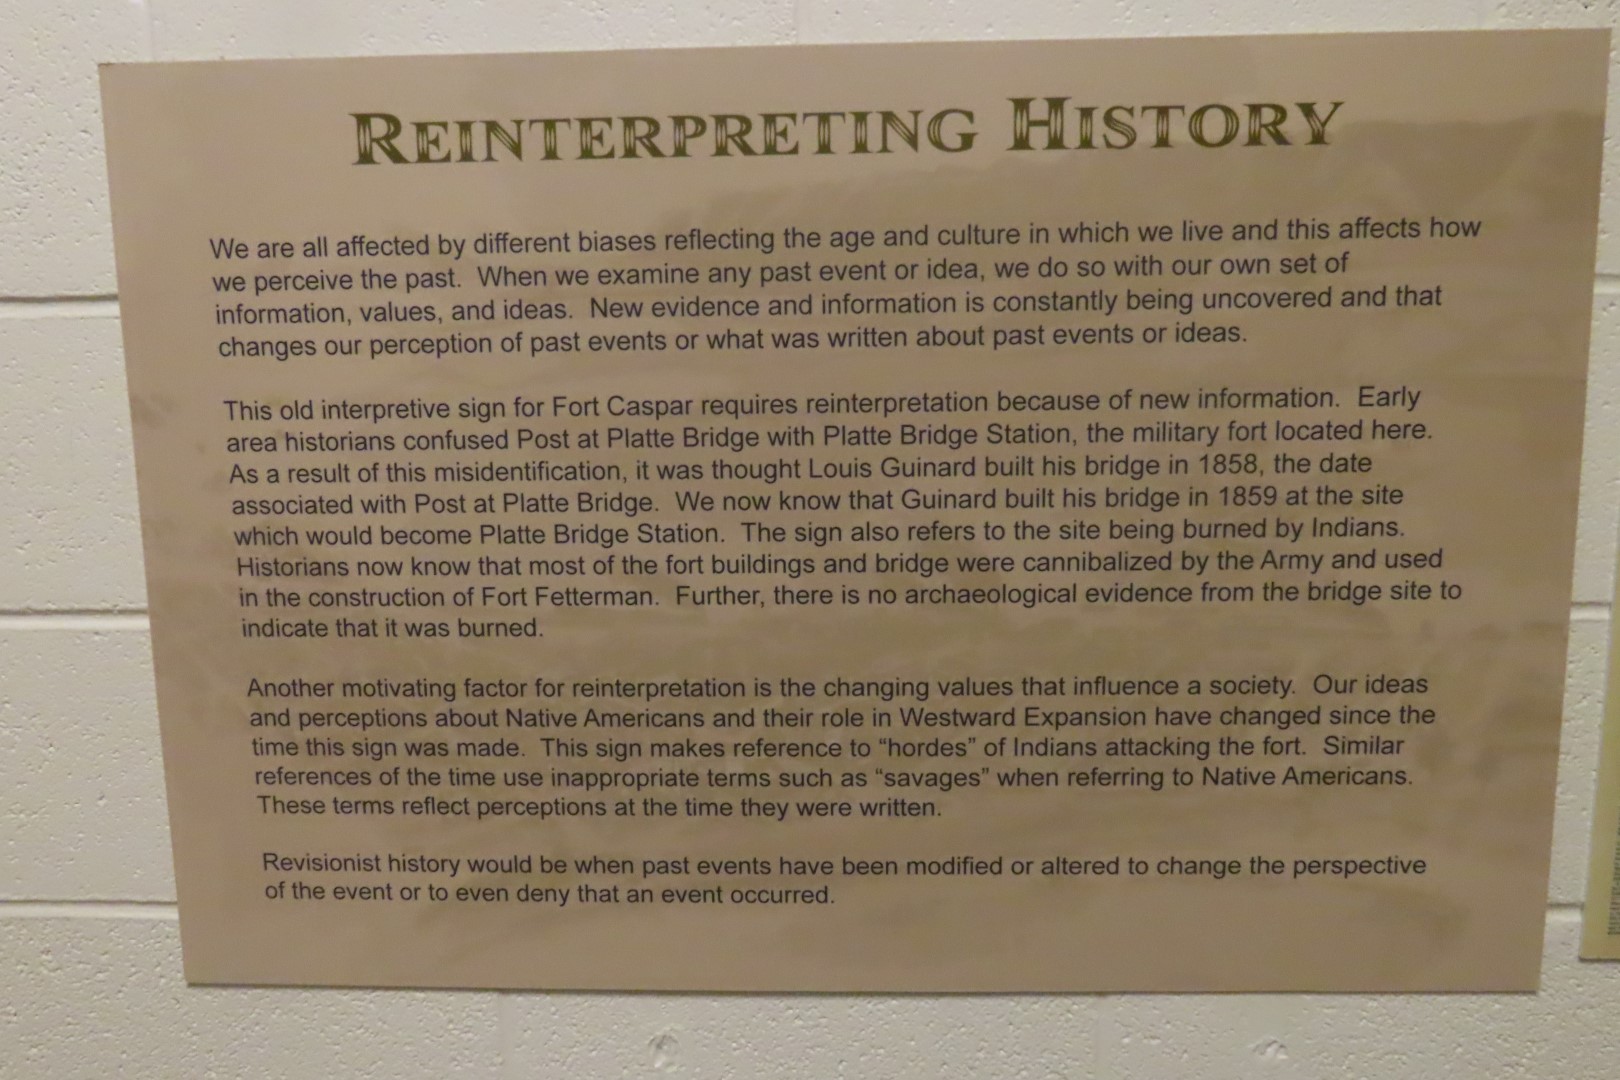 REINTERPRETING HISTORY
We are all affected by different biases reflecting the age and culture in which we live and this affects how
we perceive the past. When we examine any past event or idea, we do so with our own set of
information, values, and ideas. New evidence and information is constantly being uncovered and that
changes our perception of past events or what was written about past events or ideas.
This old interpretive sign for Fort Caspar requires reinterpretation because of new information. Early
area historians confused Post at Platte Bridge with Platte Bridge Station, the military fort located here.
As a result of this misidentification, it was thought Louis Guinard built his bridge in 1858, the date
associated with Post at Platte Bridge. We now know that Guinard built his bridge in 1859 at the site
which would become Platte Bridge Station. The sign also refers to the site being burned by Indians.
Historians now know that most of the fort buildings and bridge were cannibalized by the Army and used
in the construction of Fort Fetterman. Further, there is no archaeological evidence from the bridge site to
indicate that it was burned.
Another motivating factor for reinterpretation is the changing values that influence a society. Our ideas
and perceptions about Native Americans and their role in Westward Expansion have changed since the
time this sign was made. This sign makes reference to “hordes” of Indians attacking the fort. Similar
references of the time use inappropriate terms such as “savages” when referring to Native Americans.
These terms reflect perceptions at the time they were written.
Revisionist history would be when past events have been modified or altered to change the perspective
of the event or to even deny that an event occurred.